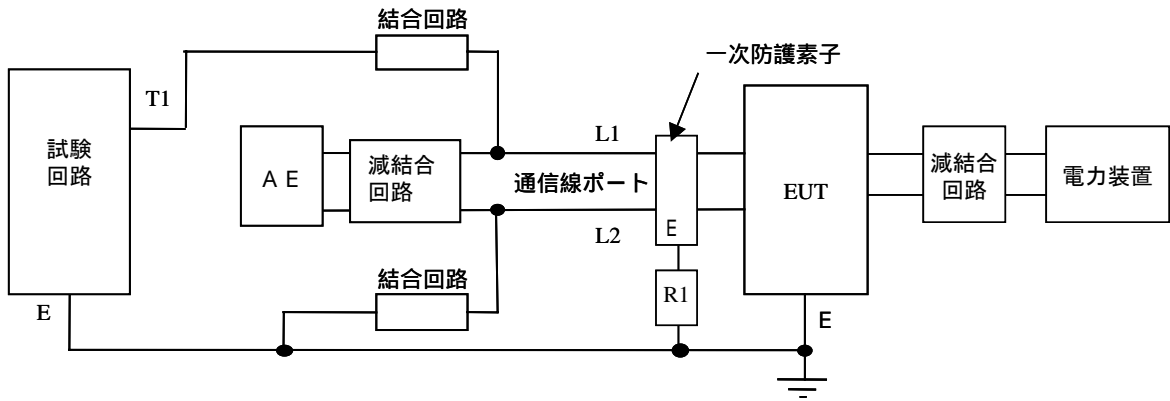 結合回路
一次防護素子
T1
試験
回路
ＡＥ
減結合
回路
L1
通信線ポート
L2
E
EUT
減結合
回路
電力装置
結合回路
R1
E
E